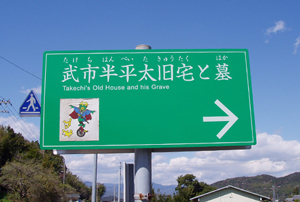 たけ ち はん ぺい た きゅうたく はか
武市半平太旧宅と墓
Takechi's Old House and his Grave